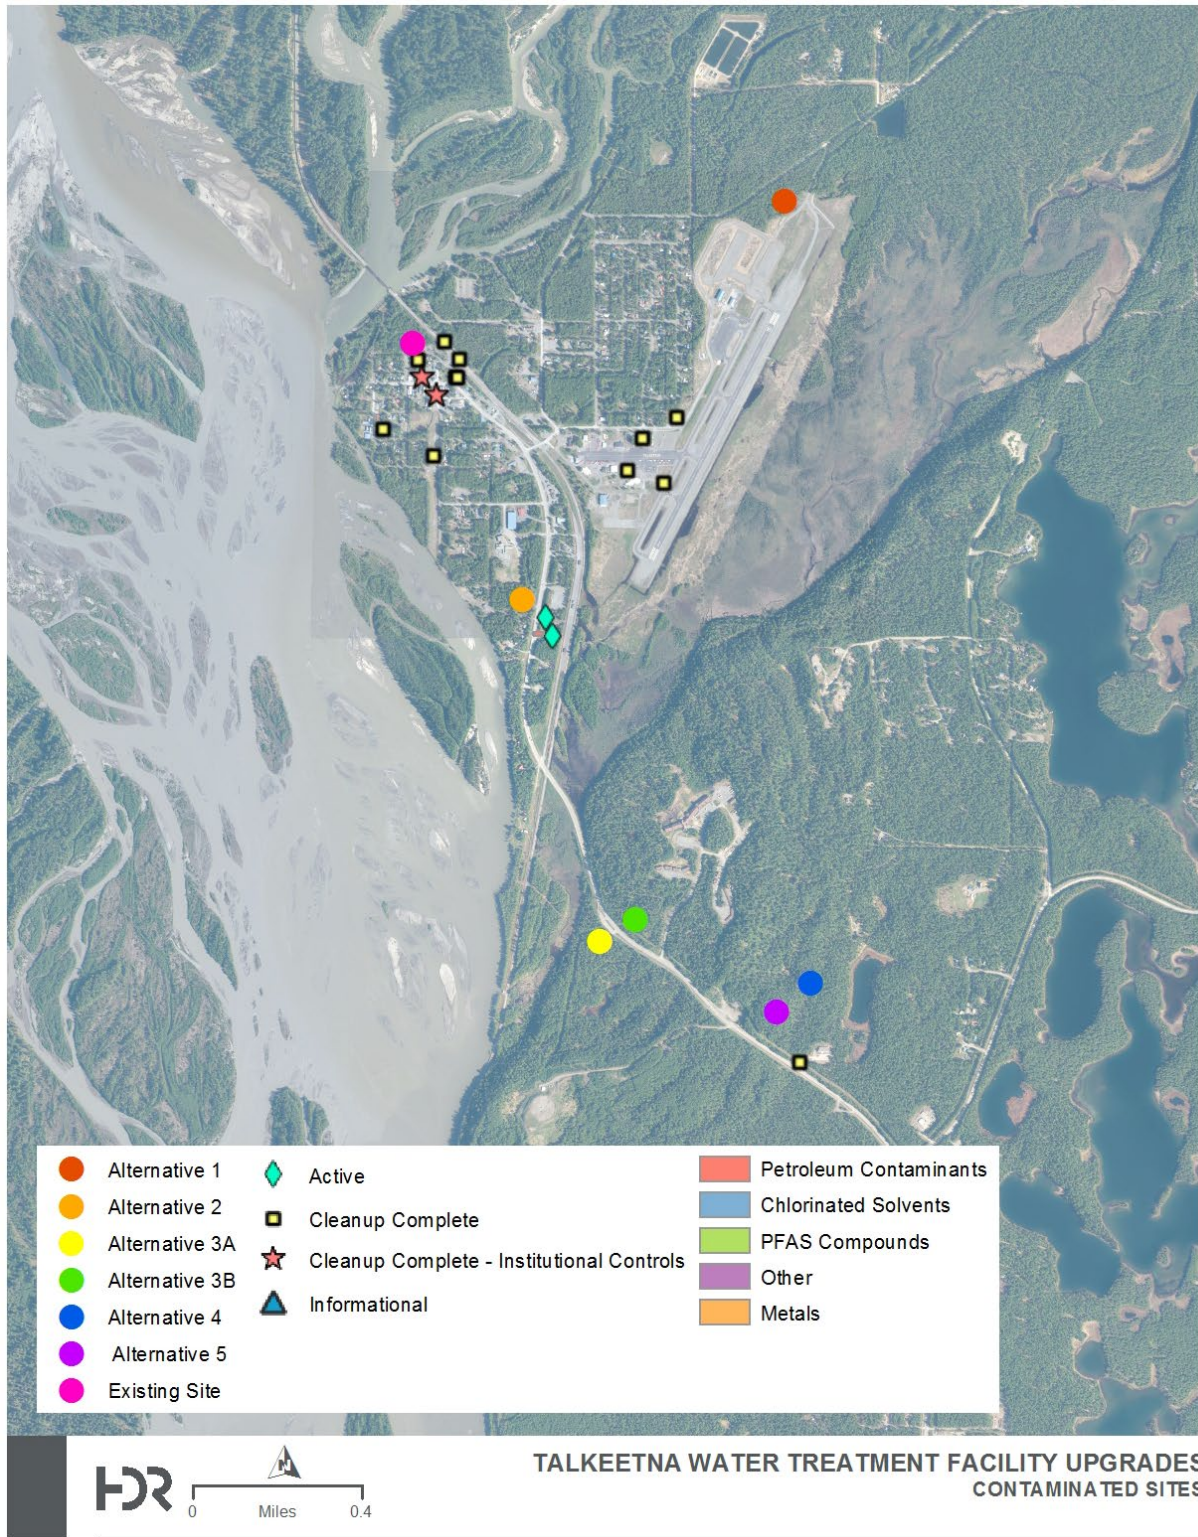 Alternative 1
Alternative 2
Alternative 3A
Alternative 3B
Alternative 4
Alternative 5
Existing Site
Active
Cleanup Complete
Cleanup Complete - Institutional Controls
Informational
Petroleum Contaminants
Chlorinated Solvents
PFAS Compounds
Other
Metals
HDR
N
0 Miles 0.4
TALKEETNA WATER TREATMENT FACILITY UPGRADES
CONTAMINATED SITES